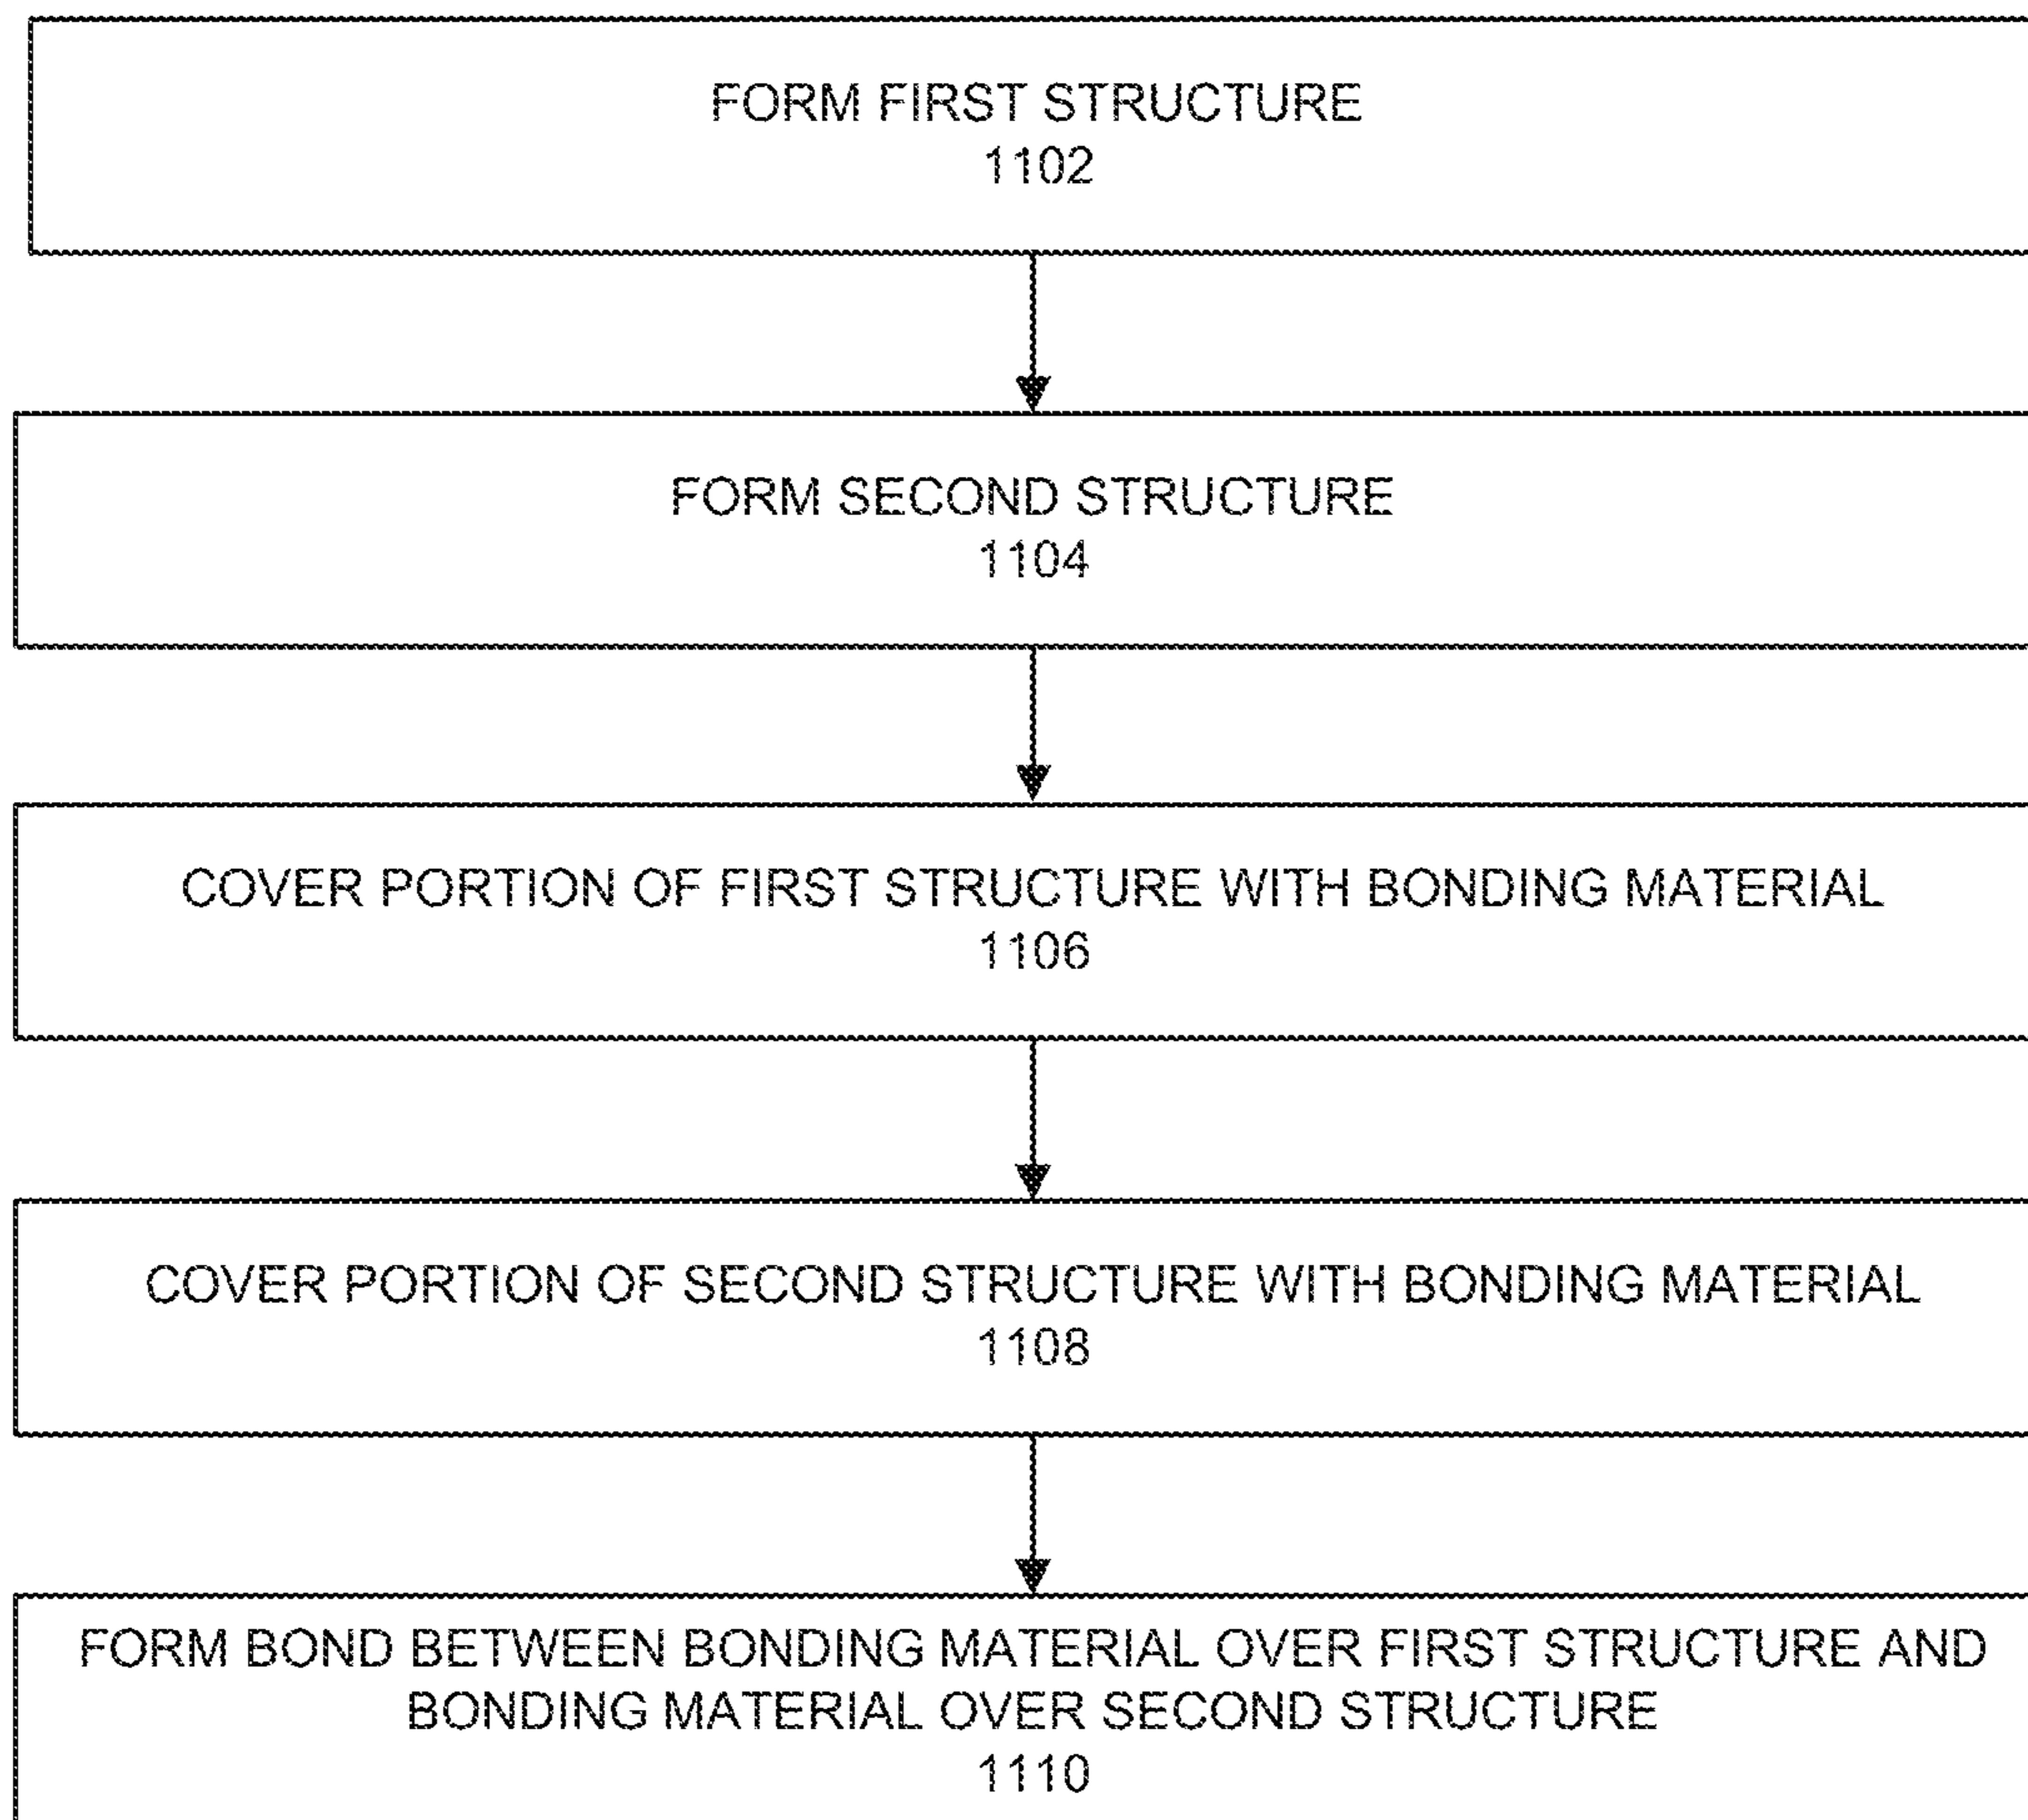 FORM FIRST STRUCTURE
1102
FORM SECOND STRUCTURE
1104
COVER PORTION OF FIRST STRUCTURE WITH BONDING MATERIAL
1106
COVER PORTION OF SECOND STRUCTURE WITH BONDING MATERIAL
1108
FORM BOND BETWEEN BONDING MATERIAL OVER FIRST STRUCTURE AND
BONDING MATERIAL OVER SECOND STRUCTURE
1110